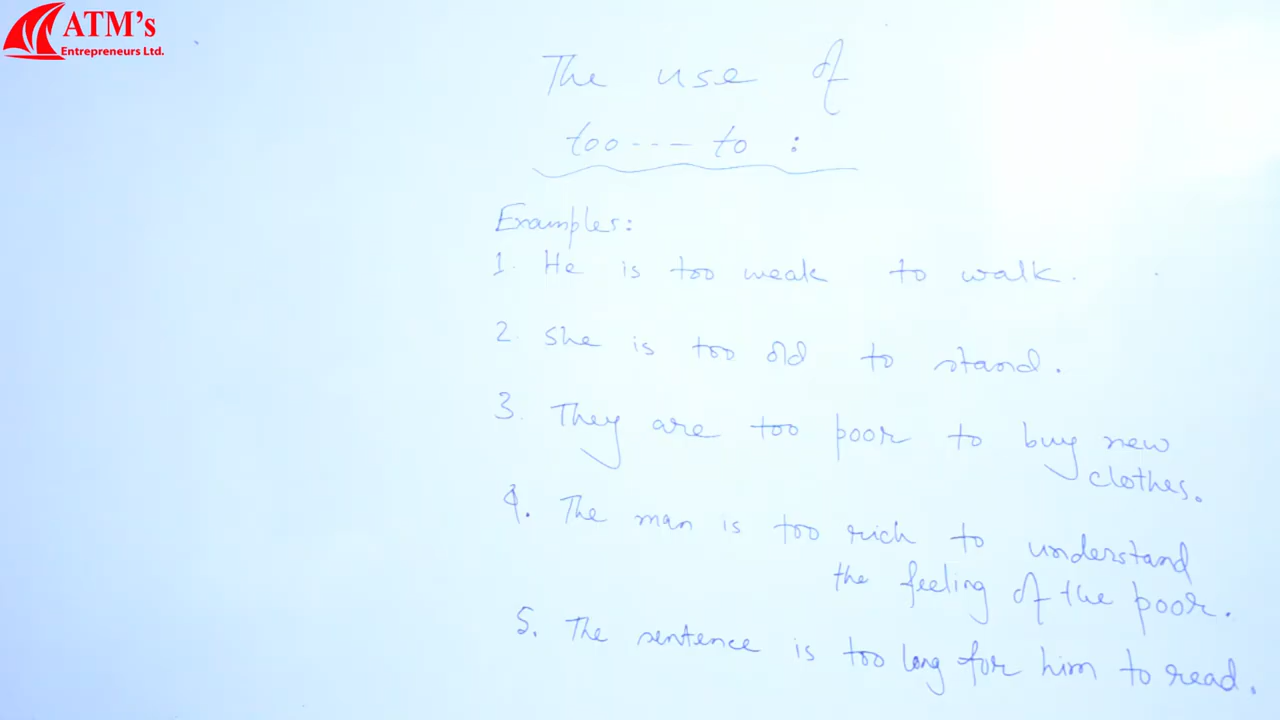 ATM's
Entrepreneurs Ltd.
The use of
too --- to :
Examples:
1. He is too weak to walk.
2. She is too old to stand.
3. They are too poor to buy new
clothes.
4. The man is too rich to understand
the feeling of the poor.
5. The sentence is too long for him to read.